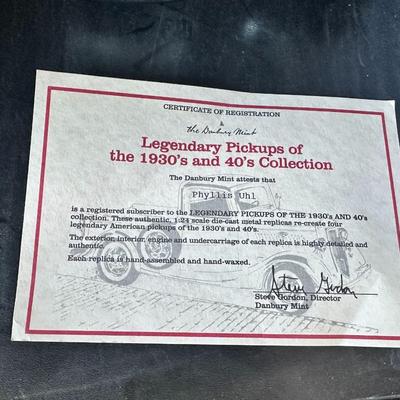 CERTIFICATE OF REGISTRATION
the Danbury Mint
Legendary Pickups of
the 1930's and 40's Collection
The Danbury Mint attests that
Phyllis Uhl
is a registered subscriber to the LEGENDARY PICKUPS OF THE 1930's AND 40's
collection. These authentic, 1:24 scale die-cast metal replicas re-create four
legendary American pickups of the 1930's and 40's.
The exterior, interior, engine and undercarriage of each replica is highly detailed and
authentic.
Each replica is hand-assembled and hand-waxed.
Steve Gordon
Steve Gordon, Director
Danbury Mint